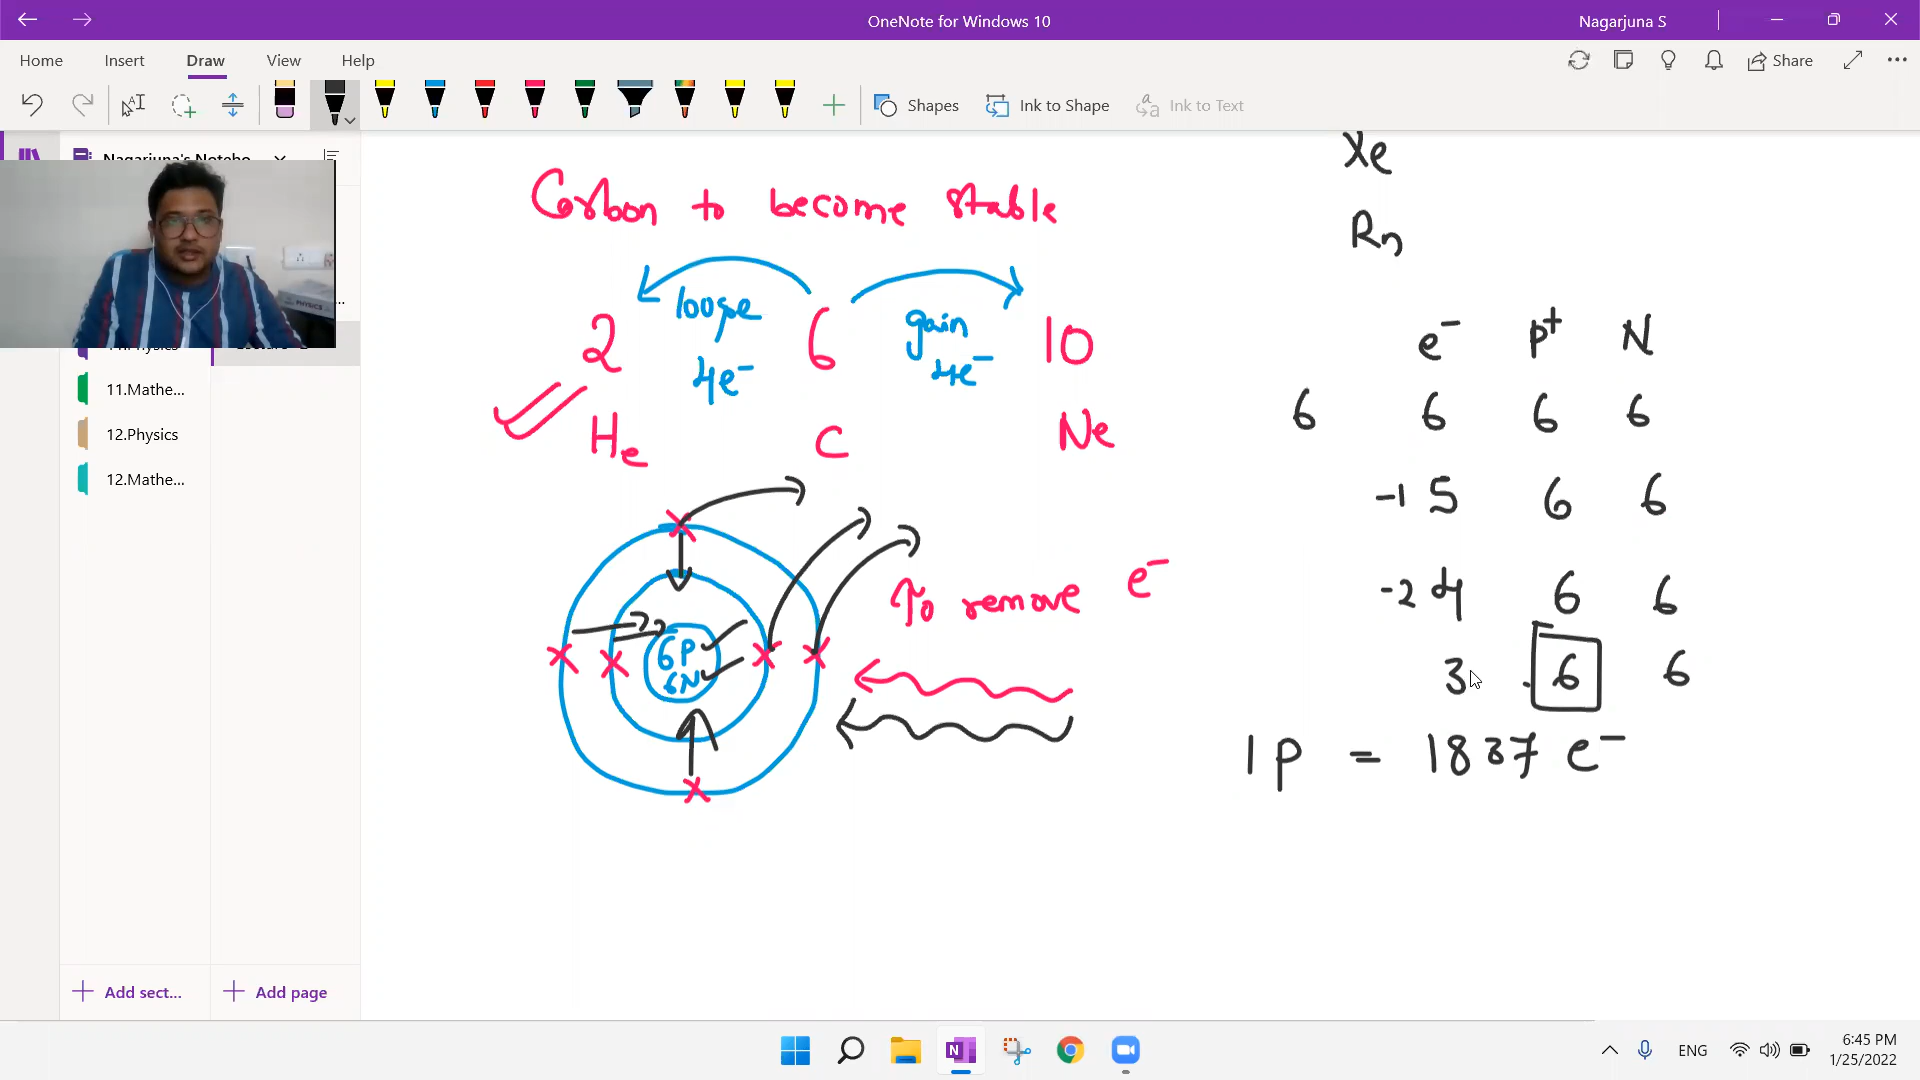 OneNote for Windows 10
Nagarjuna S
Home Insert Draw View Help
Share
Shapes Ink to Shape Ink to Text
Nagarjuna's Notebo
11.Mathe...
12.Physics
12.Mathe...
Add sect... Add page
Xe
Rn
Carbon to become stable
loose gain
4e⁻ 4e⁻
2 6 10
He C Ne
6P
6N
To remove e⁻
e⁻ P⁺ N
6 6 6 6
-1 5 6 6
-2 4 6 6
3 6 6
1 P = 1837 e⁻
ENG
6:45 PM
1/25/2022